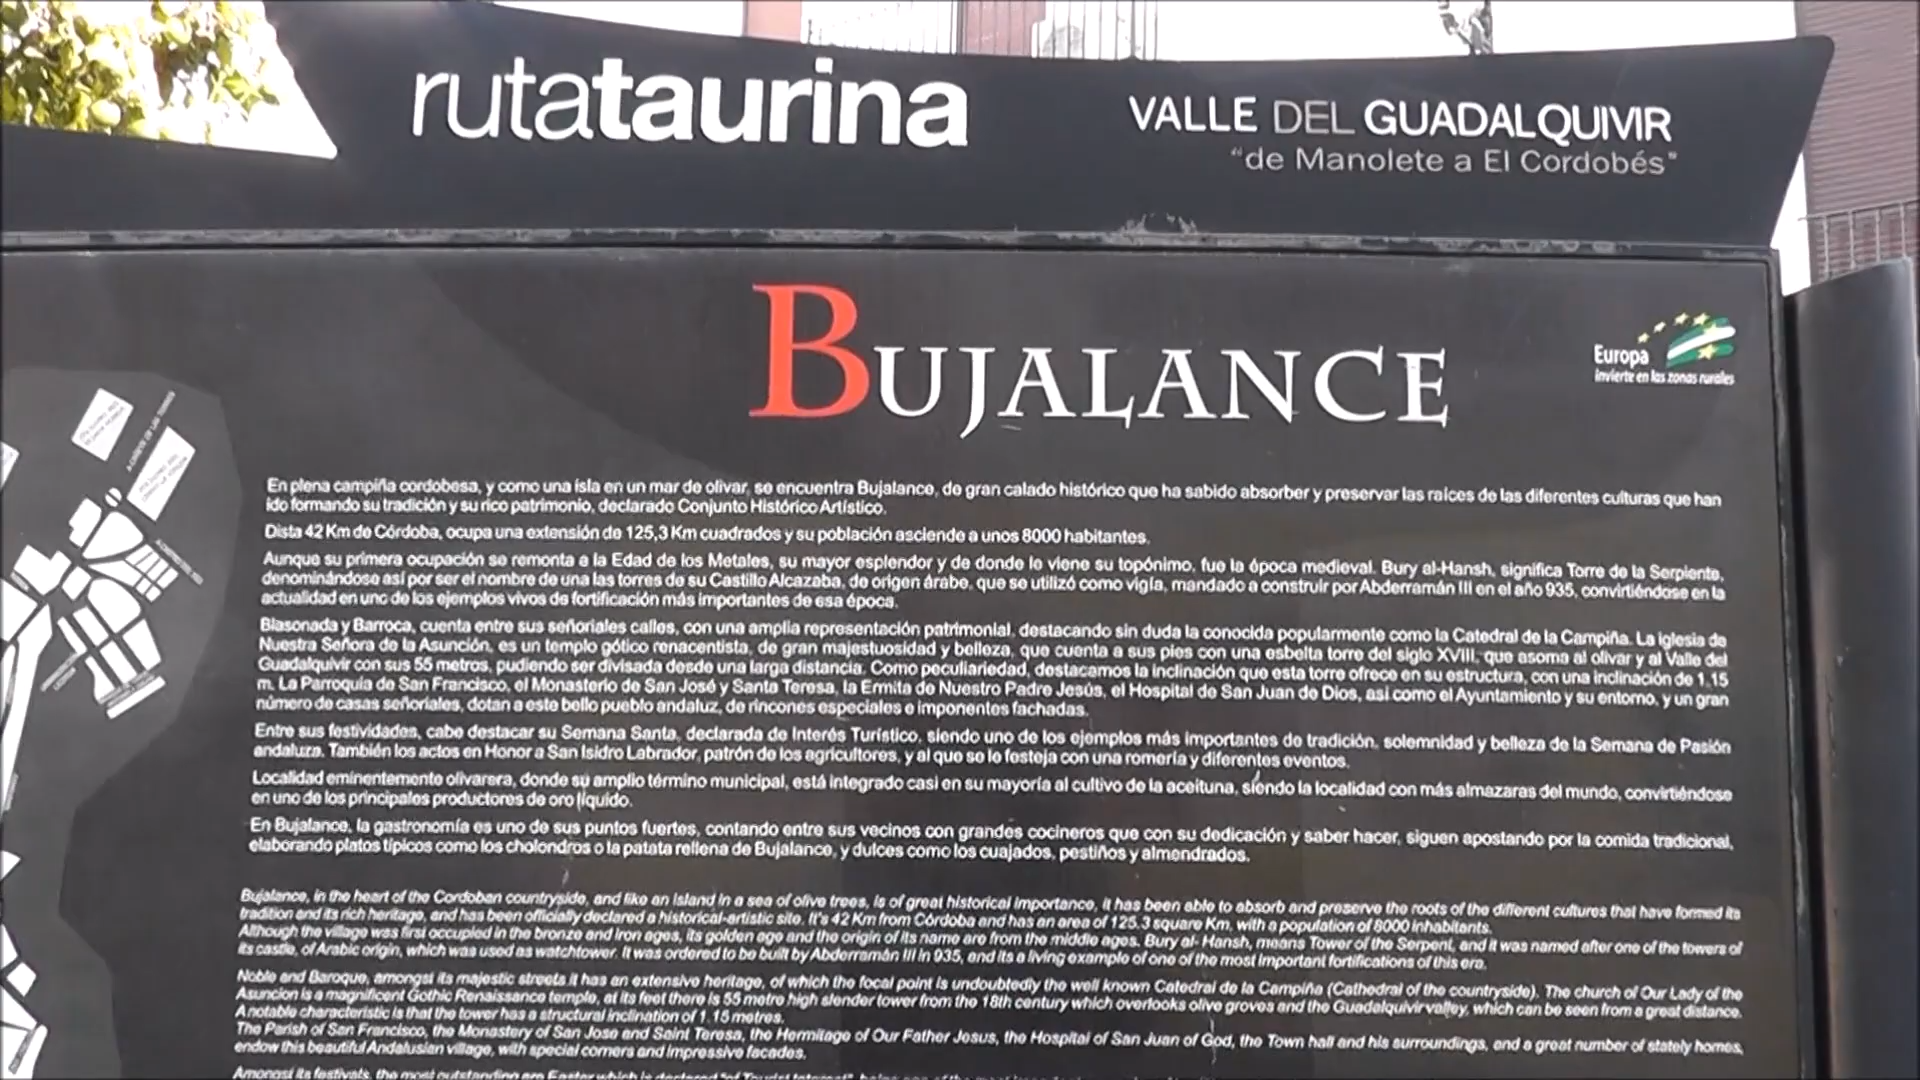 rutataurina
VALLE DEL GUADALQUIVIR
"de Manolete a El Cordobés"
BUJALANCE
Europa
invierte en las zonas rurales
En plena campiña cordobesa, y como una isla en un mar de olivar, se encuentra Bujalance, de gran calado histórico que ha sabido absorber y preservar las raíces de las diferentes culturas que han
ido formando su tradición y su rico patrimonio, declarado Conjunto Histórico Artístico.
Dista 42 Km de Córdoba, ocupa una extensión de 125,3 Km cuadrados y su población asciende a unos 8000 habitantes.
Aunque su primera ocupación se remonta a la Edad de los Metales, su mayor esplendor y de donde le viene su topónimo, fue la época medieval. Bury al-Hansh, significa Torre de la Serpiente,
denominándose así por ser el nombre de una las torres de su Castillo Alcazaba, de origen árabe, que se utilizó como vigía, mandado a construir por Abderramán III en el año 935, convirtiéndose en la
actualidad en uno de los ejemplos vivos de fortificación más importantes de esa época.
Blasonada y Barroca, cuenta entre sus señoriales calles, con una amplia representación patrimonial, destacando sin duda la conocida popularmente como la Catedral de la Campiña. La iglesia de
Nuestra Señora de la Asunción, es un templo gótico renacentista, de gran majestuosidad y belleza, que cuenta a sus pies con una esbelta torre del siglo XVIII, que asoma al olivar y al Valle del
Guadalquivir con sus 55 metros, pudiendo ser divisada desde una larga distancia. Como peculiariedad, destacamos la inclinación que esta torre ofrece en su estructura, con una inclinación de 1,15
m. La Parroquia de San Francisco, el Monasterio de San José y Santa Teresa, la Ermita de Nuestro Padre Jesús, el Hospital de San Juan de Dios, así como el Ayuntamiento y su entorno, y un gran
número de casas señoriales, dotan a este bello pueblo andaluz, de rincones especiales e imponentes fachadas.
Entre sus festividades, cabe destacar su Semana Santa, declarada de Interés Turístico, siendo uno de los ejemplos más importantes de tradición, solemnidad y belleza de la Semana de Pasión
andaluza. También los actos en Honor a San Isidro Labrador, patrón de los agricultores, y al que se le festeja con una romería y diferentes eventos.
Localidad eminentemente olivarera, donde su amplio término municipal, está integrado casi en su mayoría al cultivo de la aceituna, siendo la localidad con más almazaras del mundo, convirtiéndose
en uno de los principales productores de oro líquido.
En Bujalance, la gastronomía es uno de sus puntos fuertes, contando entre sus vecinos con grandes cocineros que con su dedicación y saber hacer, siguen apostando por la comida tradicional,
elaborando platos típicos como los cholondros o la patata rellena de Bujalance, y dulces como los cuajados, pestiños y almendrados.
Bujalance, in the heart of the Cordoban countryside, and like an island in a sea of olive trees, is of great historical importance, it has been able to absorb and preserve the roots of the different cultures that have formed its
tradition and its rich heritage, and has been officially declared a historical-artistic site. It's 42 Km from Córdoba and has an area of 125.3 square Km, with a population of 8000 inhabitants.
Although the village was first occupied in the bronze and iron ages, its golden age and the origin of its name are from the middle ages. Bury al- Hansh, means Tower of the Serpent, and it was named after one of the towers of
its castle, of Arabic origin, which was used as watchtower. It was ordered to be built by Abderramán III in 935, and its a living example of one of the most important fortifications of this era.
Noble and Baroque, amongst its majestic streets it has an extensive heritage, of which the focal point is undoubtedly the well known Catedral de la Campiña (Cathedral of the countryside). The church of Our Lady of the
Asuncion is a magnificent Gothic Renaissance temple, at its feet there is 55 metre high slender tower from the 18th century which overlooks olive groves and the Guadalquivir valley, which can be seen from a great distance.
A notable characteristic is that the tower has a structural inclination of 1.15 metres.
The Parish of San Francisco, the Monastery of San Jose and Saint Teresa, the Hermitage of Our Father Jesus, the Hospital of San Juan of God, the Town hall and his surroundings, and a great number of stately homes,
endow this beautiful Andalusian village, with special corners and impressive facades.
Amongst its festivals, the most outstanding are Easter which is declared "of Tourist Interest"